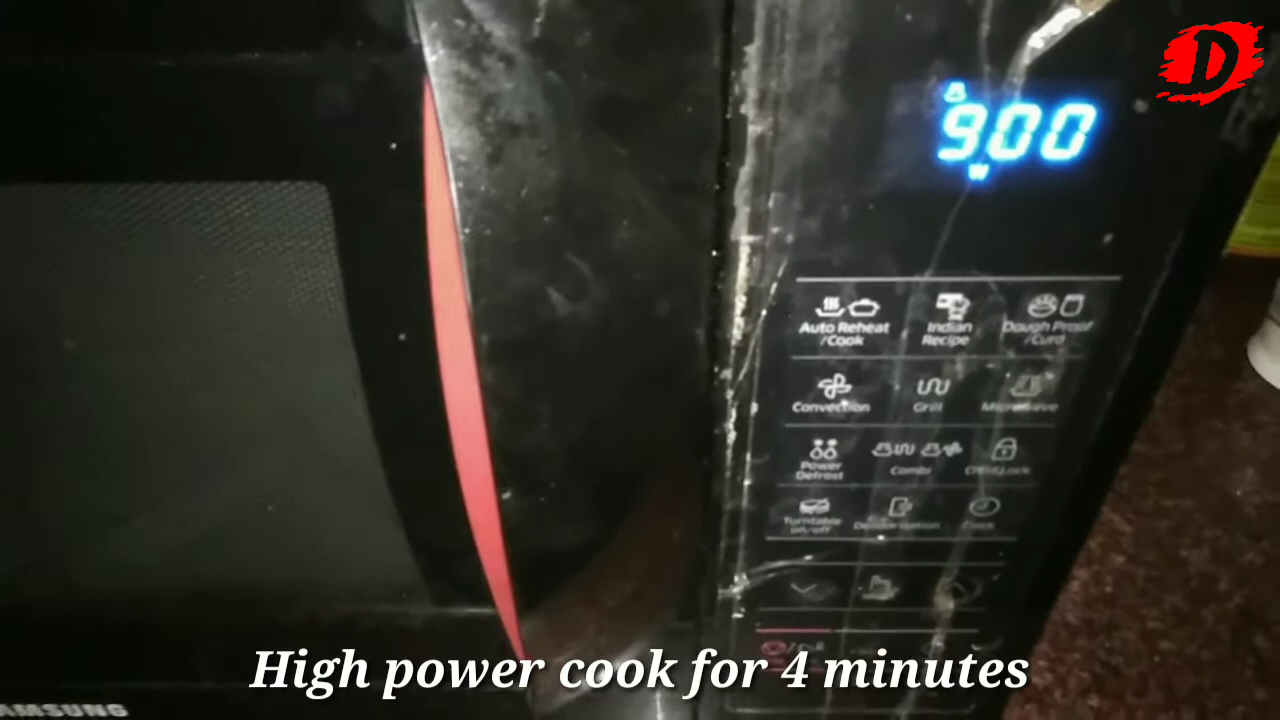 D
900
W
Auto Reheat
/Cook
Indian
Recipe
Dough Proof
/Curd
Convection
Grill
Microwave
Power
Defrost
Combi
Child Lock
Turntable
on/off
Deodorisation
Clock
High power cook for 4 minutes
SAMSUNG